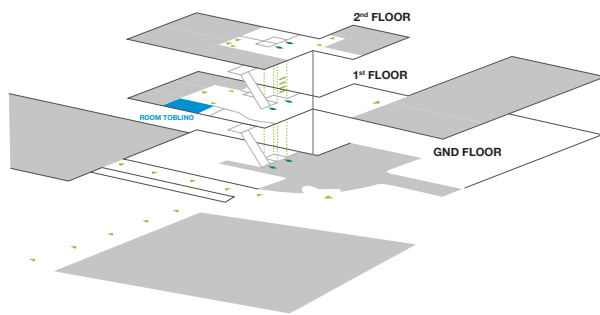 2nd FLOOR
1st FLOOR
ROOM TOBLINO
GND FLOOR